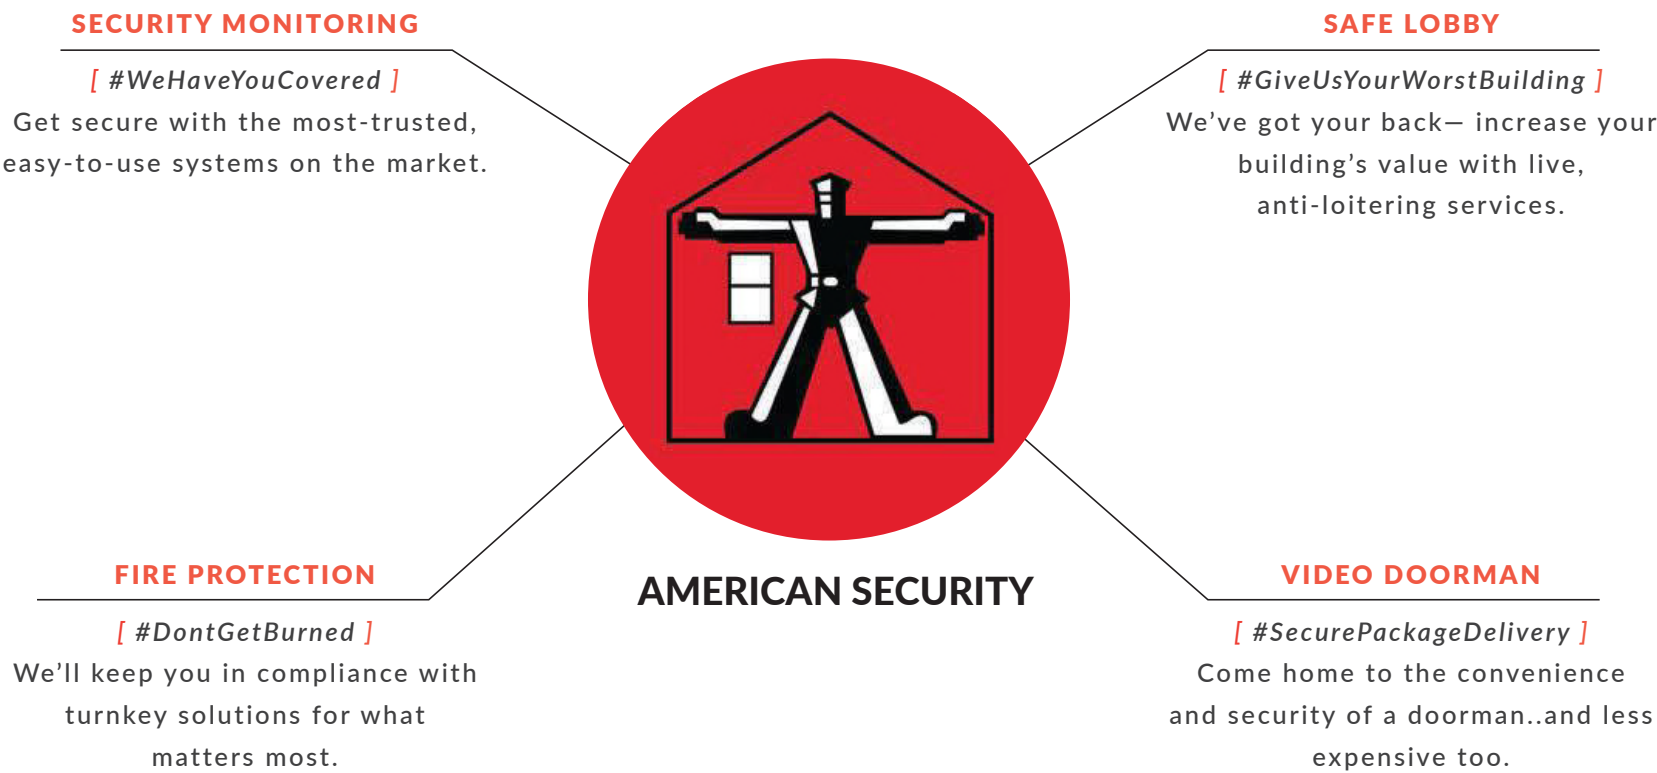 SECURITY MONITORING
[ #WeHaveYouCovered ]
Get secure with the most-trusted,
easy-to-use systems on the market.
SAFE LOBBY
[ #GiveUsYourWorstBuilding ]
We’ve got your back— increase your
building’s value with live,
anti-loitering services.
AMERICAN SECURITY
FIRE PROTECTION
[ #DontGetBurned ]
We’ll keep you in compliance with
turnkey solutions for what
matters most.
VIDEO DOORMAN
[ #SecurePackageDelivery ]
Come home to the convenience
and security of a doorman..and less
expensive too.